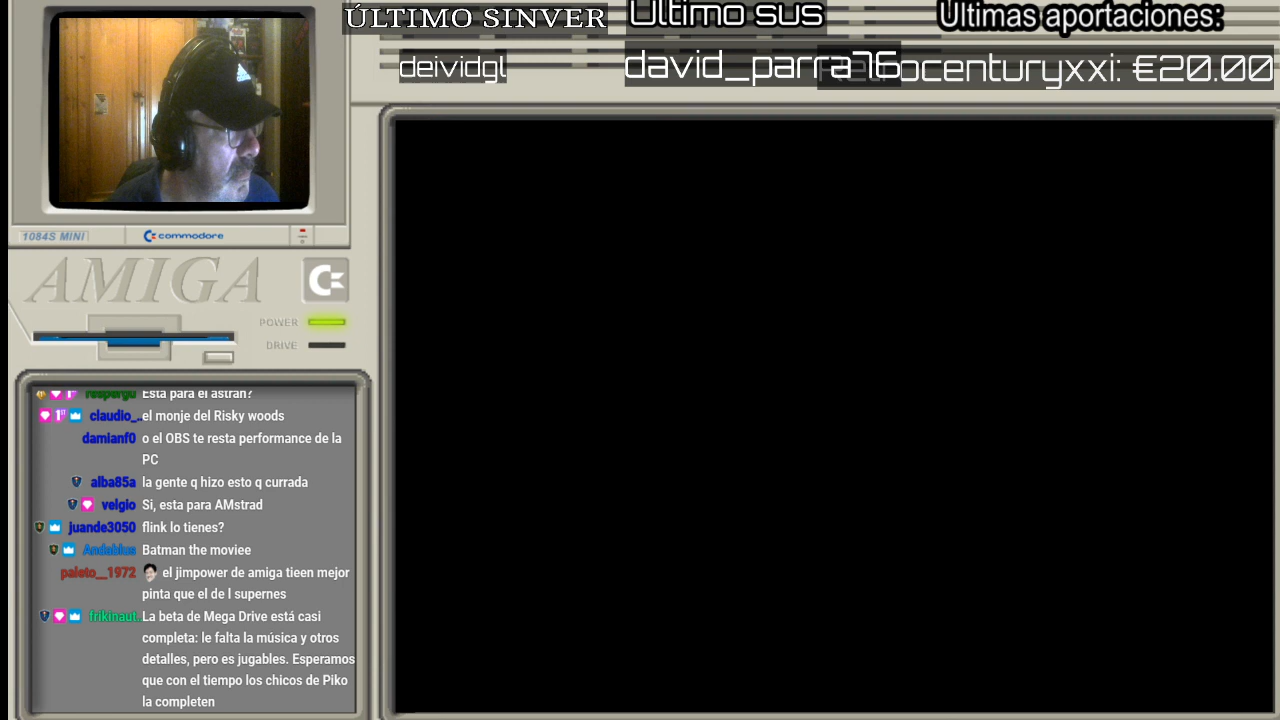 ÚLTIMO SINVER
Último sus
Últimas aportaciones:
deividgl
david_parra76
ocenturyxxi: €20.00
1084S MINI
commodore
AMIGA
POWER
DRIVE
Esta para el astran?
claudio_.. el monje del Risky woods
damianf0 o el OBS te resta performance de la
PC
alba85a la gente q hizo esto q currada
velgio Si, esta para AMstrad
juande3050 flink lo tienes?
Andablus Batman the moviee
paleto__1972 el jimpower de amiga tieen mejor
pinta que el de l supernes
frikinaut.. La beta de Mega Drive está casi
completa: le falta la música y otros
detalles, pero es jugables. Esperamos
que con el tiempo los chicos de Piko
la completen